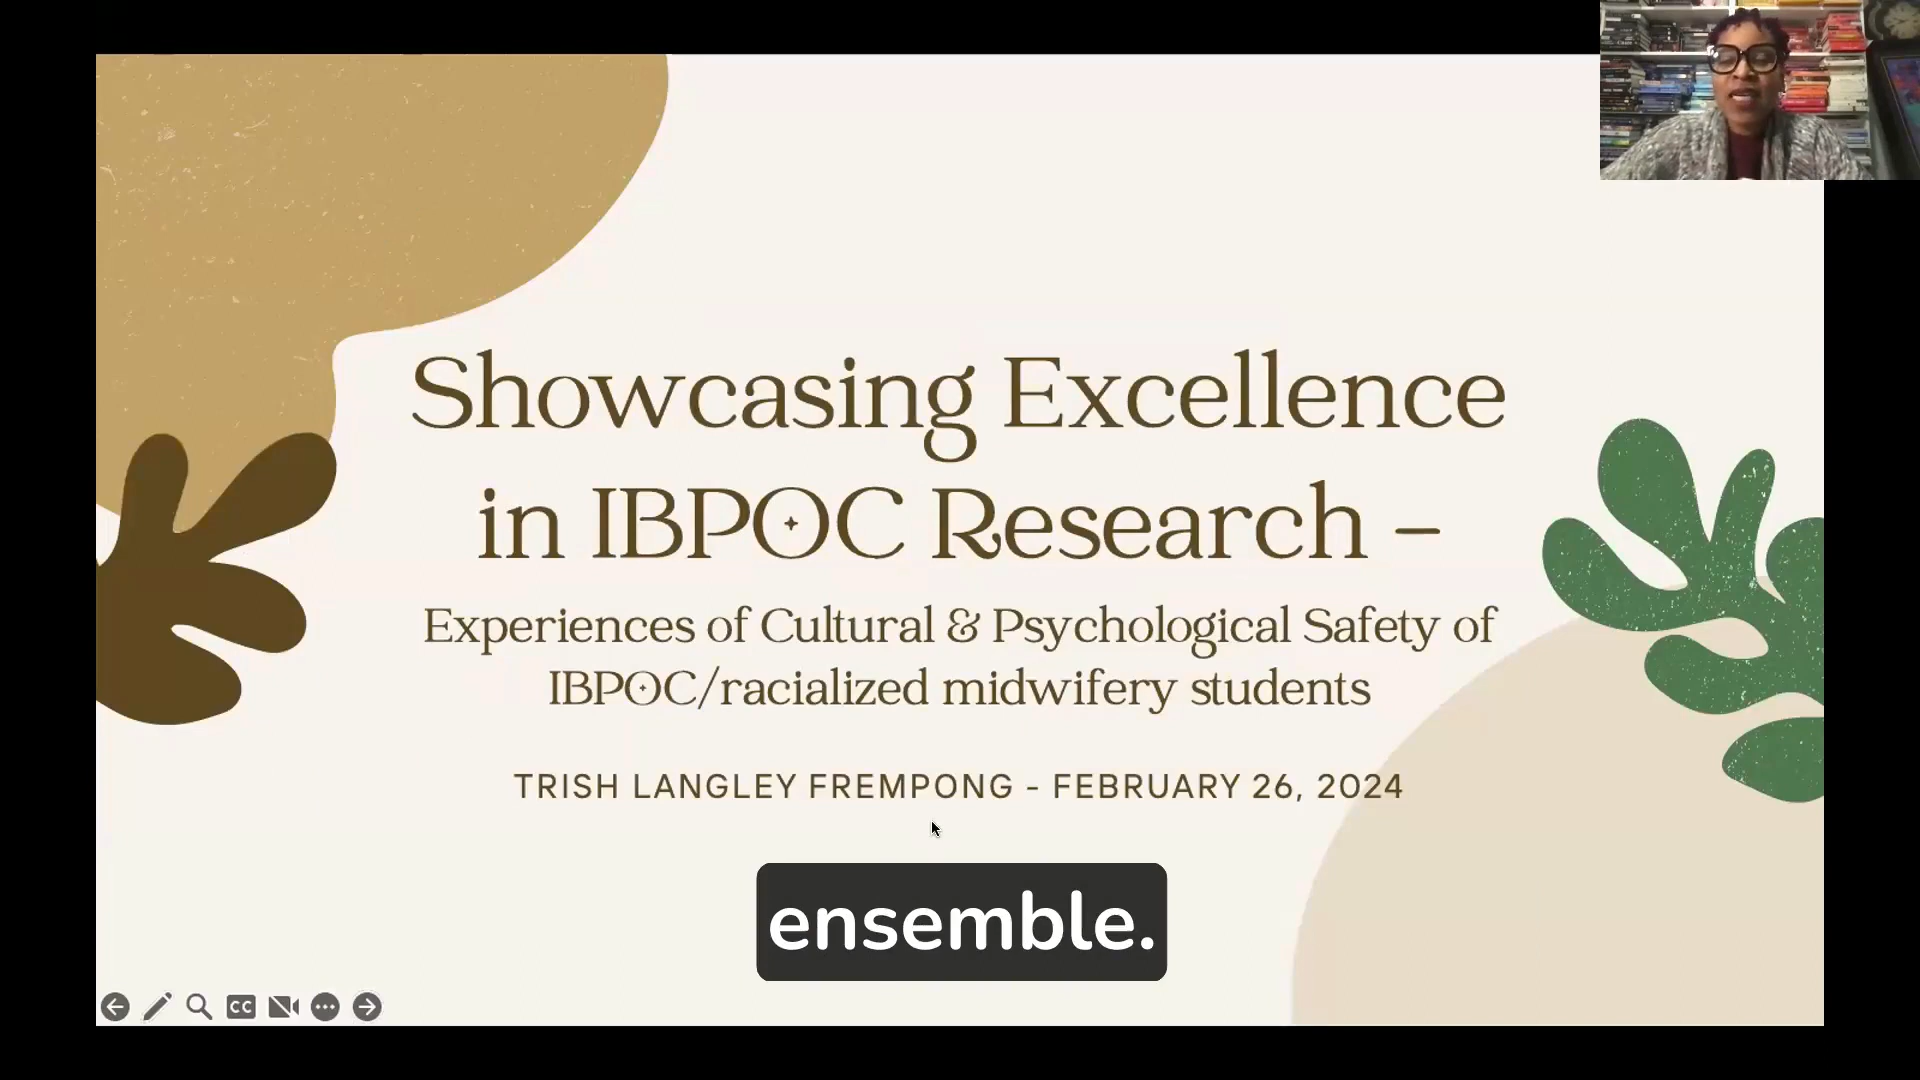 Showcasing Excellence
in IBPOC Research –
Experiences of Cultural & Psychological Safety of
IBPOC/racialized midwifery students
TRISH LANGLEY FREMPONG - FEBRUARY 26, 2024
ensemble.
CC